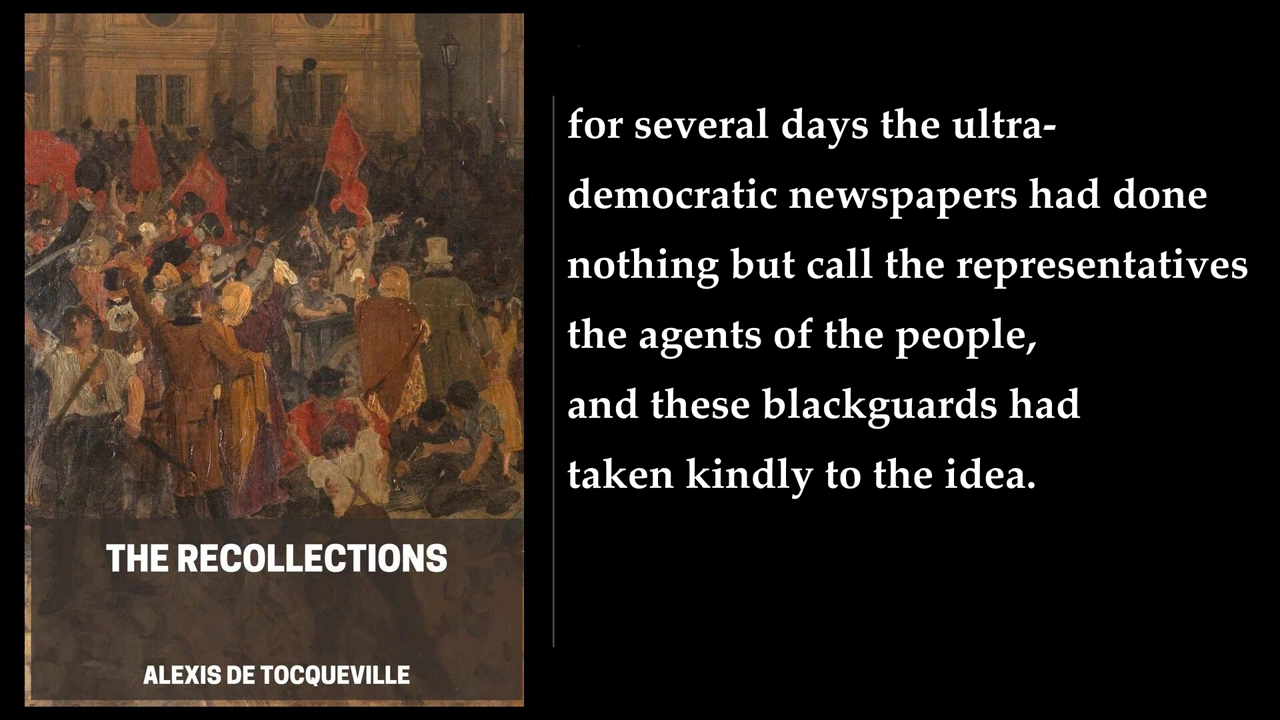 for several days the ultra-
democratic newspapers had done
nothing but call the representatives
the agents of the people,
and these blackguards had
taken kindly to the idea.
THE RECOLLECTIONS
ALEXIS DE TOCQUEVILLE